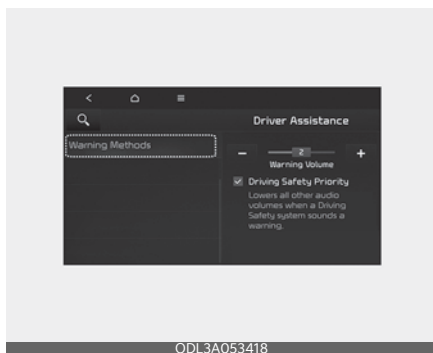 Driver Assistance
Warning Methods
2
Warning Volume
Driving Safety Priority
Lowers all other audio
volumes when a Driving
Safety system sounds a
warning.
ODL3A053418